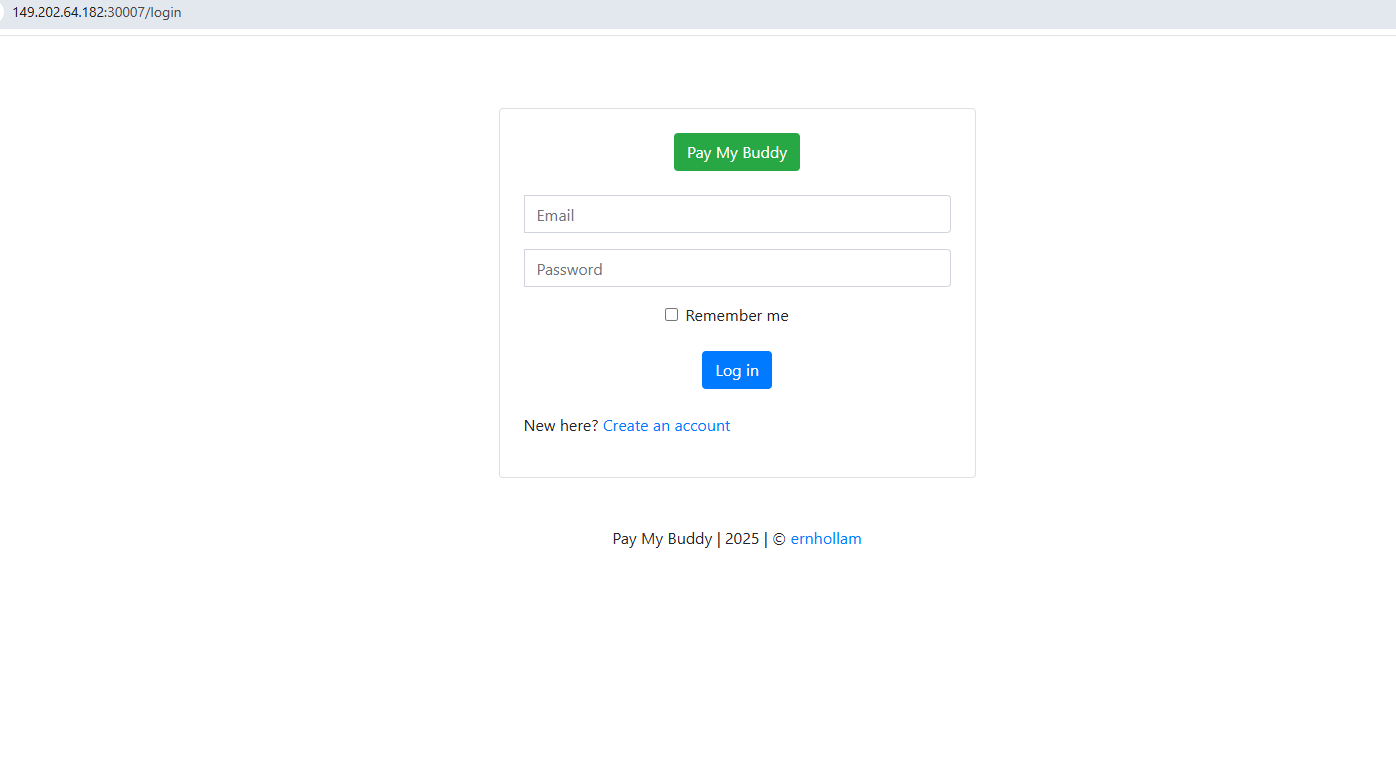 149.202.64.182:30007/login
Pay My Buddy
Email
Password
Remember me
Log in
New here? Create an account
Pay My Buddy | 2025 | © ernhollam